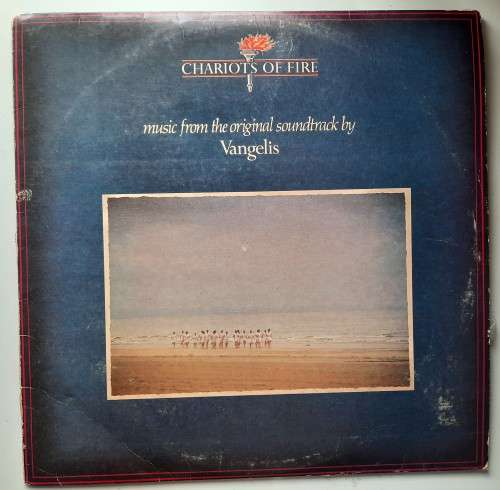 CHARIOTS OF FIRE
music from the original soundtrack by
Vangelis